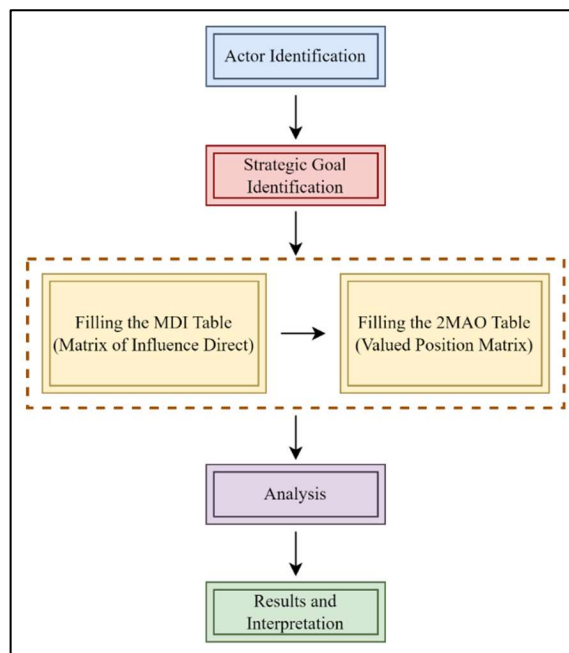 Actor Identification
Strategic Goal
Identification
Filling the MDI Table
(Matrix of Influence Direct)
Filling the 2MAO Table
(Valued Position Matrix)
Analysis
Results and
Interpretation